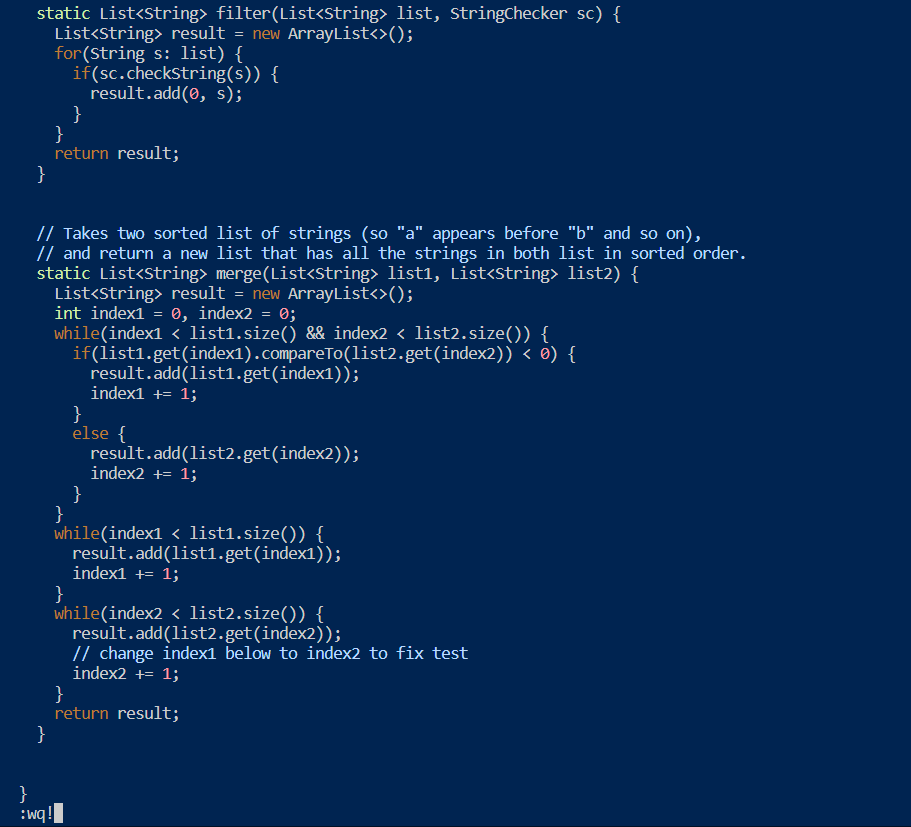 static List<String> filter(List<String> list, StringChecker sc) {
List<String> result = new ArrayList<>();
for(String s: list) {
if(sc.checkString(s)) {
result.add(0, s);
}
}
return result;
}
// Takes two sorted list of strings (so "a" appears before "b" and so on),
// and return a new list that has all the strings in both list in sorted order.
static List<String> merge(List<String> list1, List<String> list2) {
List<String> result = new ArrayList<>();
int index1 = 0, index2 = 0;
while(index1 < list1.size() && index2 < list2.size()) {
if(list1.get(index1).compareTo(list2.get(index2)) < 0) {
result.add(list1.get(index1));
index1 += 1;
}
else {
result.add(list2.get(index2));
index2 += 1;
}
}
while(index1 < list1.size()) {
result.add(list1.get(index1));
index1 += 1;
}
while(index2 < list2.size()) {
result.add(list2.get(index2));
// change index1 below to index2 to fix test
index2 += 1;
}
return result;
}
}
:wq!